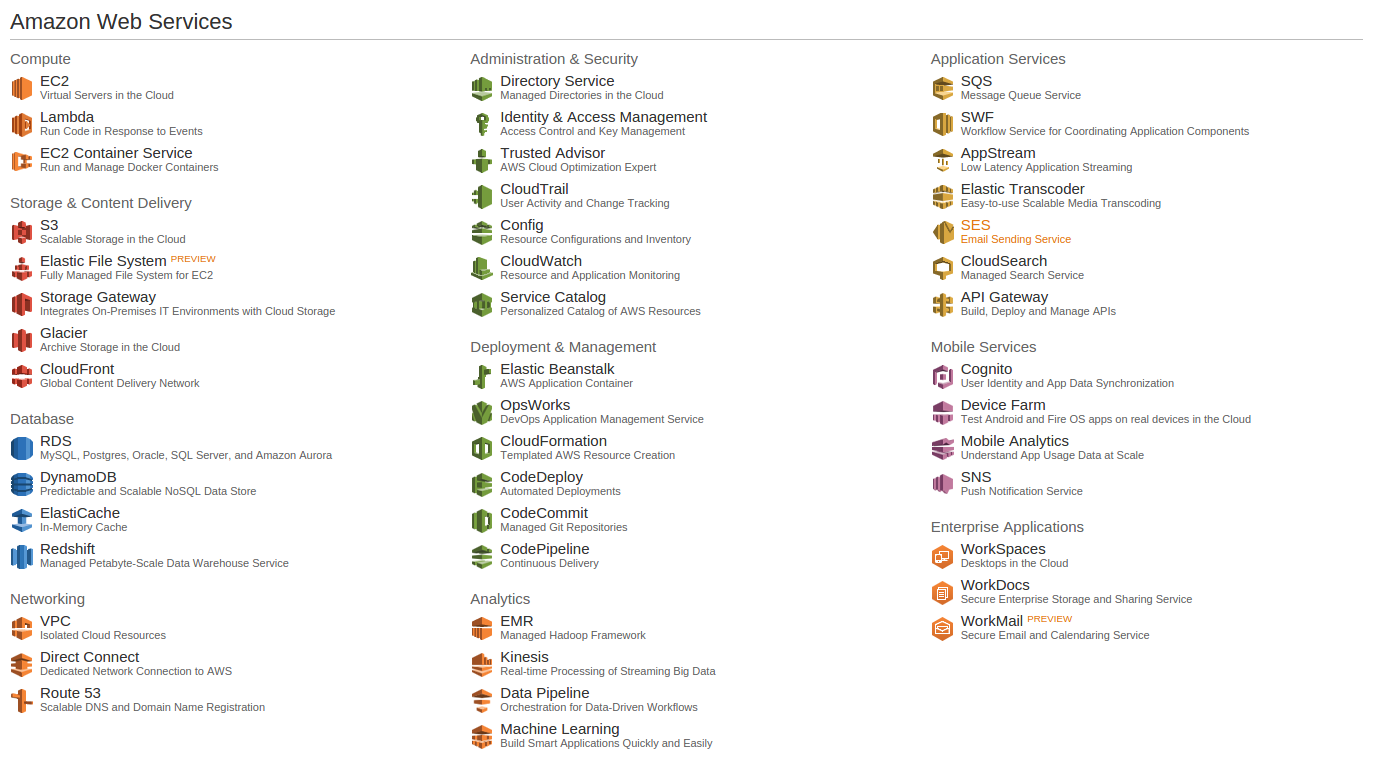 Amazon Web Services
Compute
EC2
Virtual Servers in the Cloud
Lambda
Run Code in Response to Events
EC2 Container Service
Run and Manage Docker Containers
Storage & Content Delivery
S3
Scalable Storage in the Cloud
Elastic File System PREVIEW
Fully Managed File System for EC2
Storage Gateway
Integrates On-Premises IT Environments with Cloud Storage
Glacier
Archive Storage in the Cloud
CloudFront
Global Content Delivery Network
Database
RDS
MySQL, Postgres, Oracle, SQL Server, and Amazon Aurora
DynamoDB
Predictable and Scalable NoSQL Data Store
ElastiCache
In-Memory Cache
Redshift
Managed Petabyte-Scale Data Warehouse Service
Networking
VPC
Isolated Cloud Resources
Direct Connect
Dedicated Network Connection to AWS
Route 53
Scalable DNS and Domain Name Registration
Administration & Security
Directory Service
Managed Directories in the Cloud
Identity & Access Management
Access Control and Key Management
Trusted Advisor
AWS Cloud Optimization Expert
CloudTrail
User Activity and Change Tracking
Config
Resource Configurations and Inventory
CloudWatch
Resource and Application Monitoring
Service Catalog
Personalized Catalog of AWS Resources
Deployment & Management
Elastic Beanstalk
AWS Application Container
OpsWorks
DevOps Application Management Service
CloudFormation
Templated AWS Resource Creation
CodeDeploy
Automated Deployments
CodeCommit
Managed Git Repositories
CodePipeline
Continuous Delivery
Analytics
EMR
Managed Hadoop Framework
Kinesis
Real-time Processing of Streaming Big Data
Data Pipeline
Orchestration for Data-Driven Workflows
Machine Learning
Build Smart Applications Quickly and Easily
Application Services
SQS
Message Queue Service
SWF
Workflow Service for Coordinating Application Components
AppStream
Low Latency Application Streaming
Elastic Transcoder
Easy-to-use Scalable Media Transcoding
SES
Email Sending Service
CloudSearch
Managed Search Service
API Gateway
Build, Deploy and Manage APIs
Mobile Services
Cognito
User Identity and App Data Synchronization
Device Farm
Test Android and Fire OS apps on real devices in the Cloud
Mobile Analytics
Understand App Usage Data at Scale
SNS
Push Notification Service
Enterprise Applications
WorkSpaces
Desktops in the Cloud
WorkDocs
Secure Enterprise Storage and Sharing Service
WorkMail PREVIEW
Secure Email and Calendaring Service